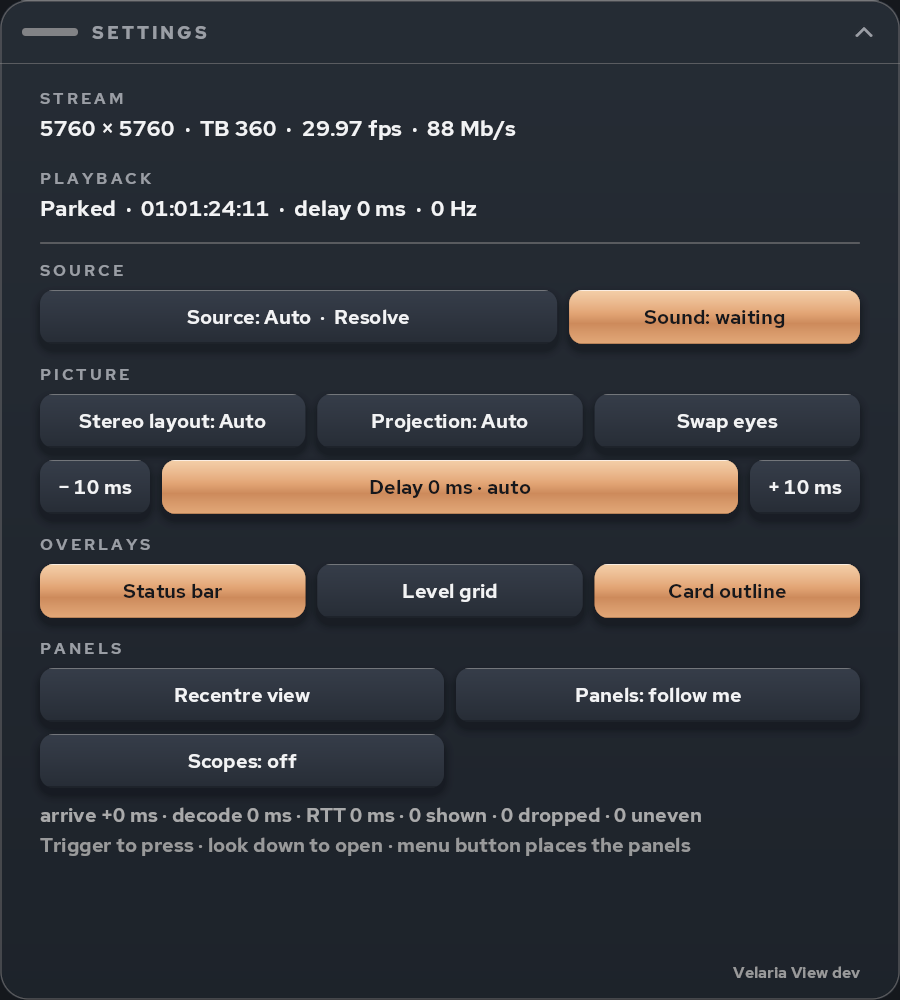 SETTINGS
STREAM
5760 × 5760 · TB 360 · 29.97 fps · 88 Mb/s
PLAYBACK
Parked · 01:01:24:11 · delay 0 ms · 0 Hz
SOURCE
Source: Auto · Resolve
Sound: waiting
PICTURE
Stereo layout: Auto
Projection: Auto
Swap eyes
− 10 ms
Delay 0 ms · auto
+ 10 ms
OVERLAYS
Status bar
Level grid
Card outline
PANELS
Recentre view
Panels: follow me
Scopes: off
arrive +0 ms · decode 0 ms · RTT 0 ms · 0 shown · 0 dropped · 0 uneven
Trigger to press · look down to open · menu button places the panels
Velaria View dev